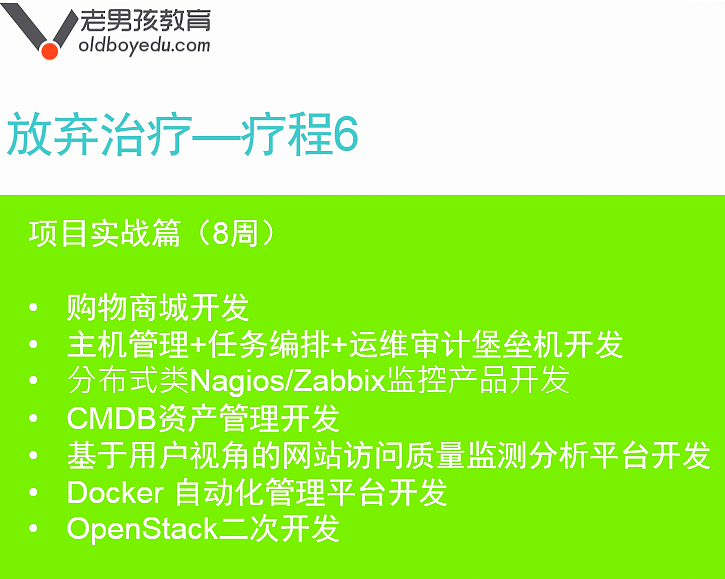 老男孩教育
oldboyedu.com
放弃治疗—疗程6
项目实战篇（8周）
• 购物商城开发
• 主机管理+任务编排+运维审计堡垒机开发
• 分布式类Nagios/Zabbix监控产品开发
• CMDB资产管理开发
• 基于用户视角的网站访问质量监测分析平台开发
• Docker 自动化管理平台开发
• OpenStack二次开发